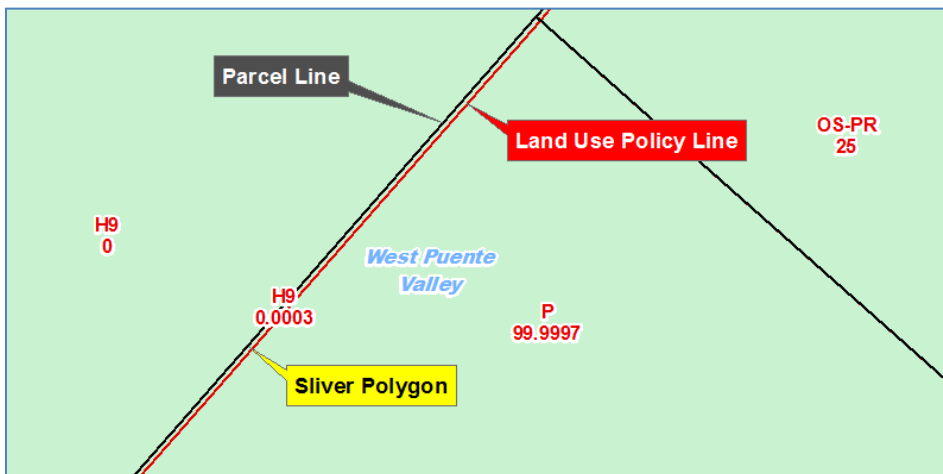 Parcel Line
Land Use Policy Line
OS-PR
25
H9
0
West Puente
Valley
H9
0.0003
P
99.9997
Sliver Polygon